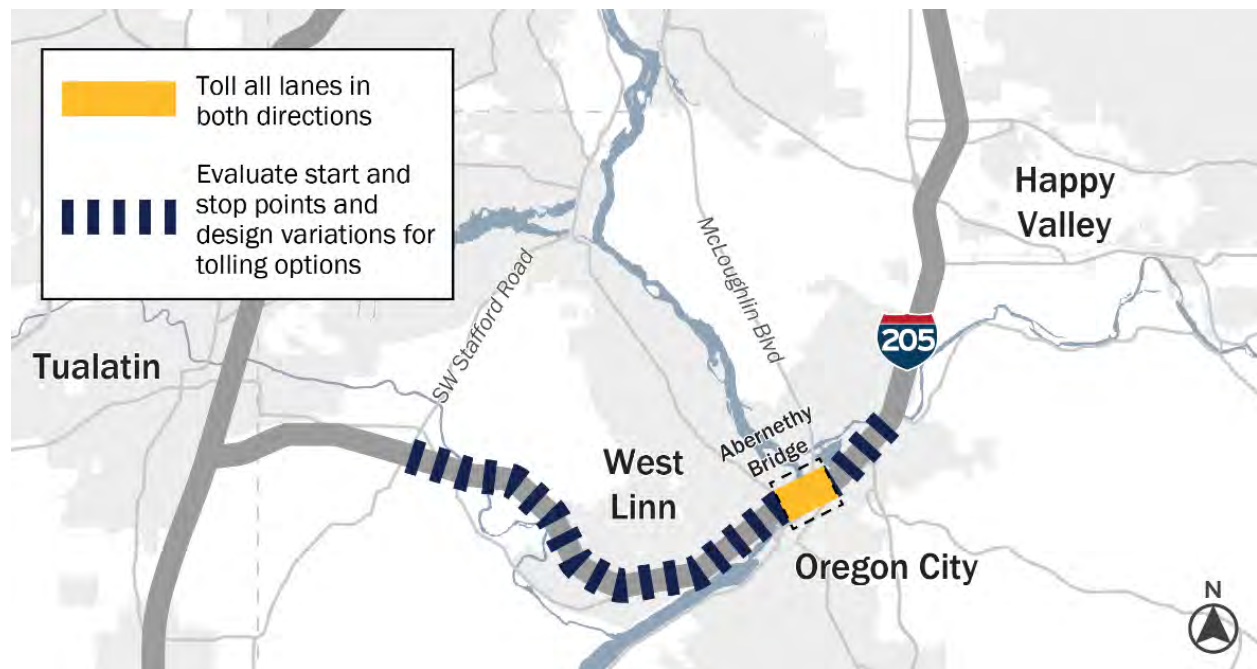 Toll all lanes in
both directions
Evaluate start and
stop points and
design variations for
tolling options
Happy
Valley
McLoughlin Blvd
SW Stafford Road
205
Tualatin
Abernethy
Bridge
West
Linn
Oregon City
N